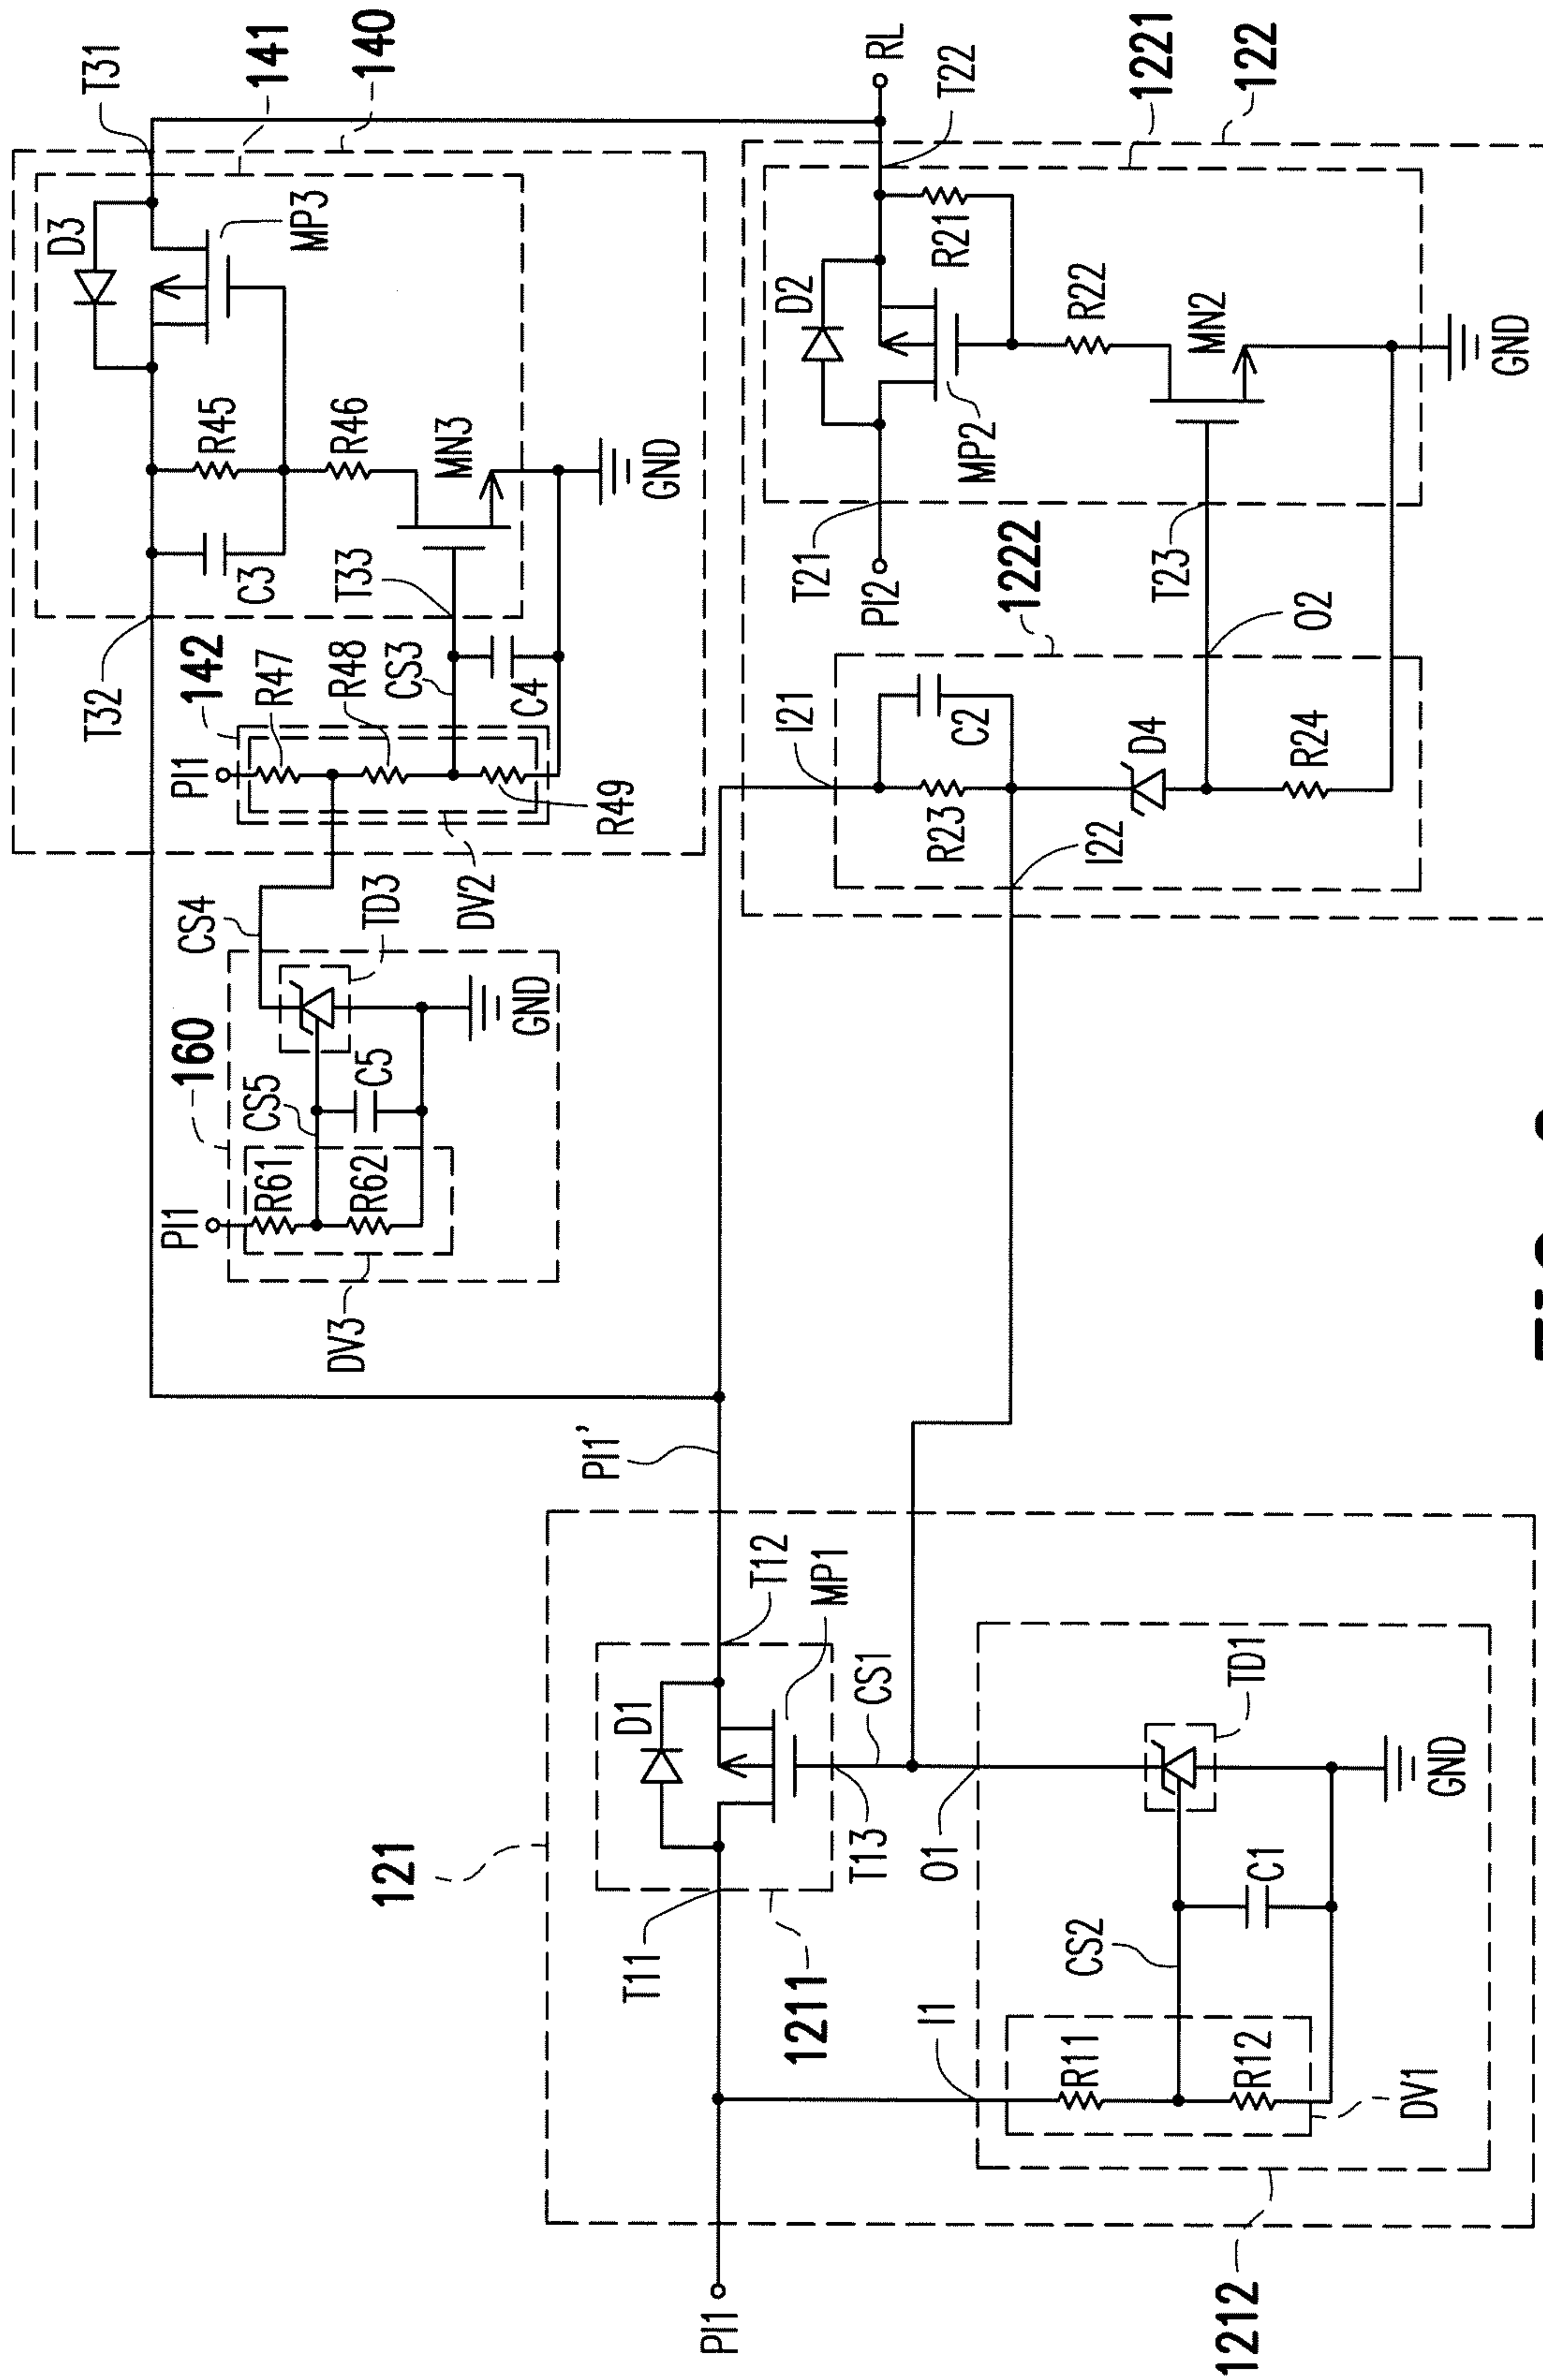 T31
141
140
D3
MP3
R45
R46
C3
MN3
T32
T33
GND
142
PI1
R47
R48
CS3
C4
R49
DV2
CS4
TD3
160
CS5
C5
GND
PI1
R61
R62
DV3
RL
T22
1221
122
D2
R21
R22
MP2
MN2
GND
T21
PI2
1222
T23
O2
I21
C2
R23
D4
R24
I22
PI1'
121
D1
T12
MP1
T11
1211
T13
CS1
O1
TD1
GND
C1
CS2
I1
R11
R12
DV1
1212
PI1